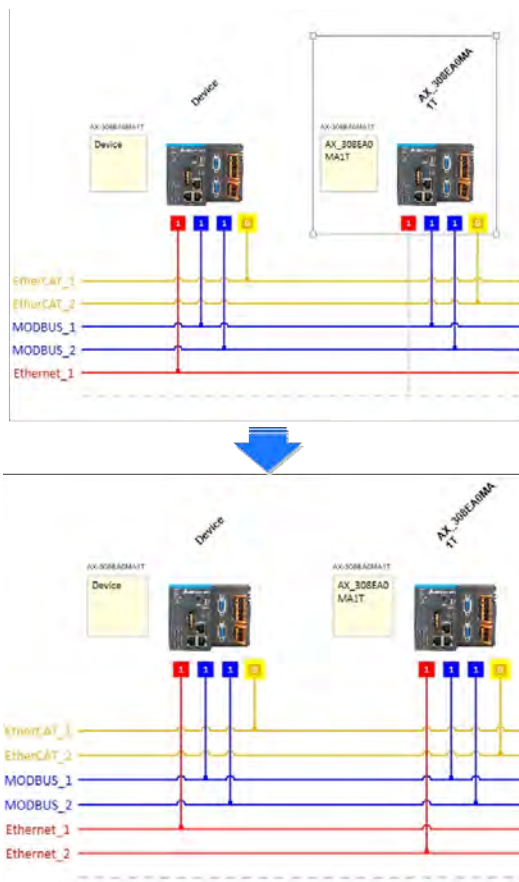 Device
AX_308EA0MA
1T
AX-308EA0MA1T
Device
AX-308EA0MA1T
AX_308EA0
MA1T
1 1 1
1 1 1
EtherCAT_1
EtherCAT_2
MODBUS_1
MODBUS_2
Ethernet_1
Device
AX_308EA0MA
1T
AX-308EA0MA1T
Device
AX-308EA0MA1T
AX_308EA0
MA1T
1 1 1
1 1 1
EtherCAT_1
EtherCAT_2
MODBUS_1
MODBUS_2
Ethernet_1
Ethernet_2